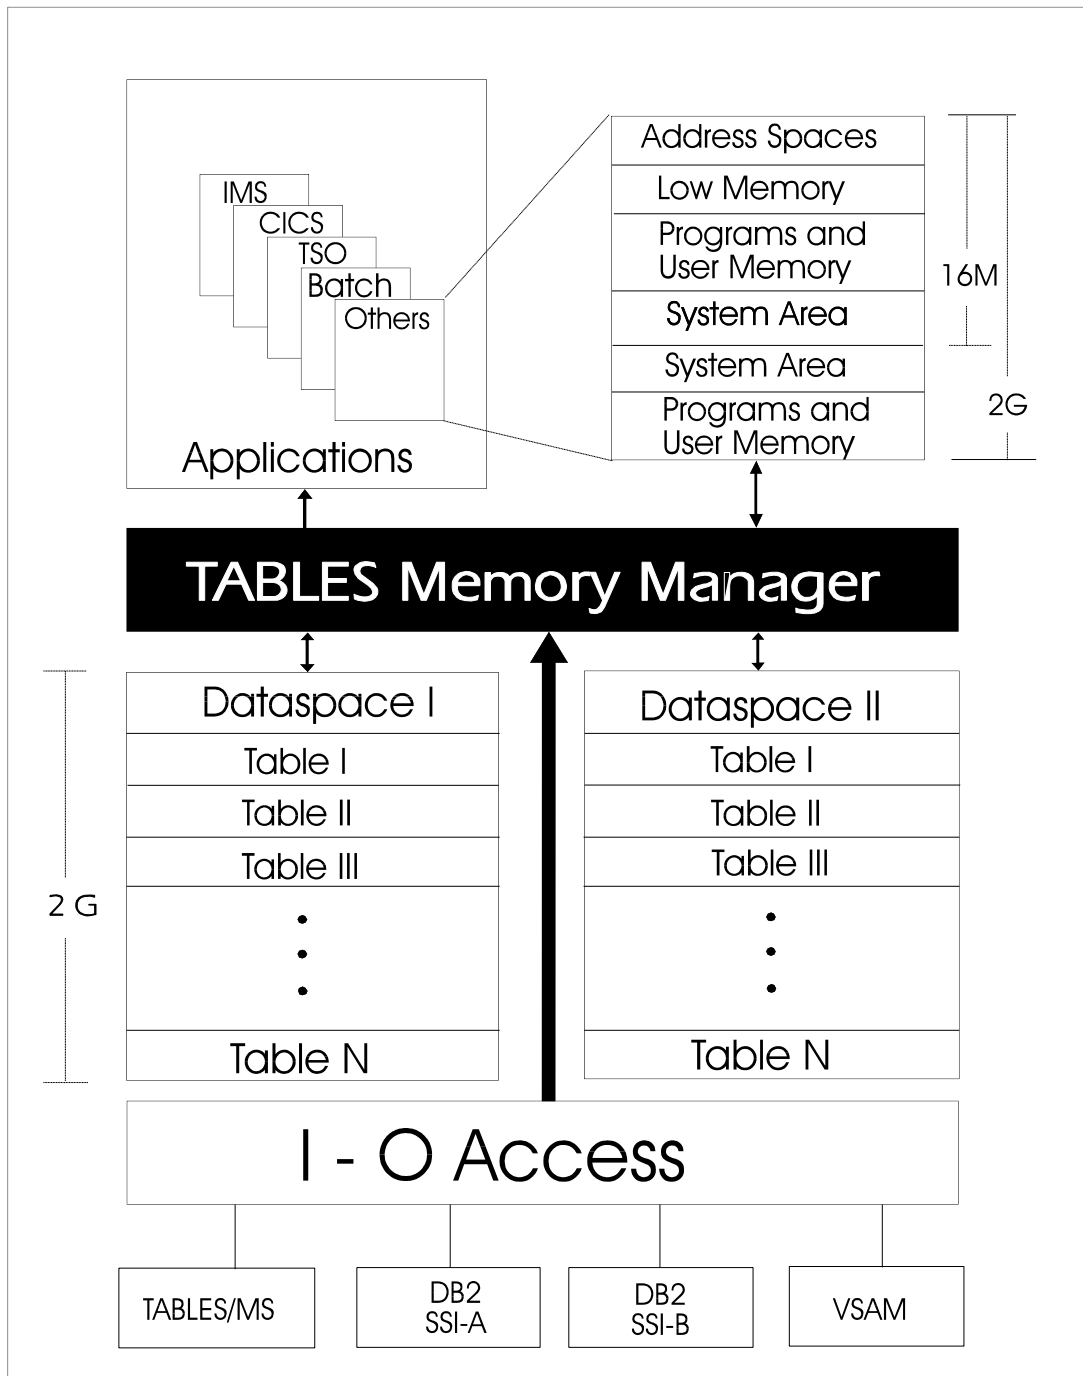 IMS
CICS
TSO
Batch
Others
Applications
Address Spaces
Low Memory
Programs and
User Memory
System Area
System Area
Programs and
User Memory
16M
2G
TABLES Memory Manager
Dataspace I
Table I
Table II
Table III
Table N
2 G
Dataspace II
Table I
Table II
Table III
Table N
I - O Access
TABLES/MS
DB2
SSI-A
DB2
SSI-B
VSAM